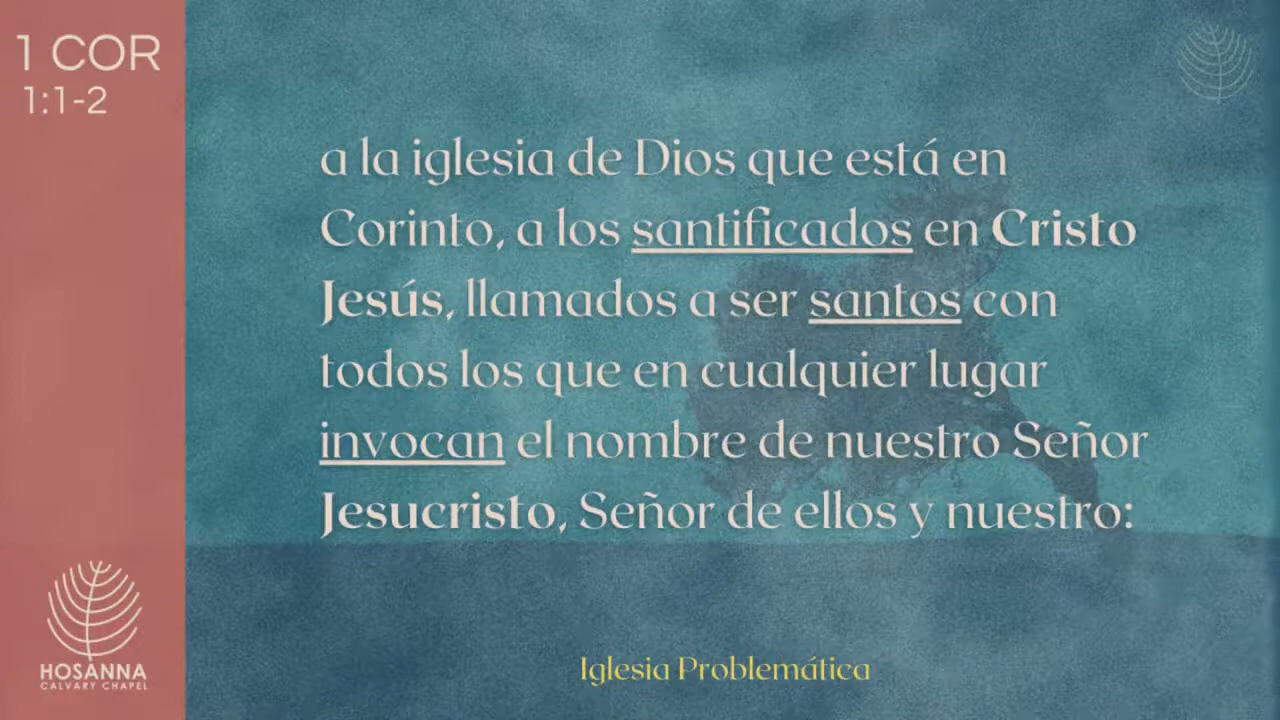 1 COR
1:1-2
a la iglesia de Dios que está en
Corinto, a los santificados en Cristo
Jesús, llamados a ser santos con
todos los que en cualquier lugar
invocan el nombre de nuestro Señor
Jesucristo, Señor de ellos y nuestro:
Iglesia Problemática
HOSANNA
CALVARY CHAPEL